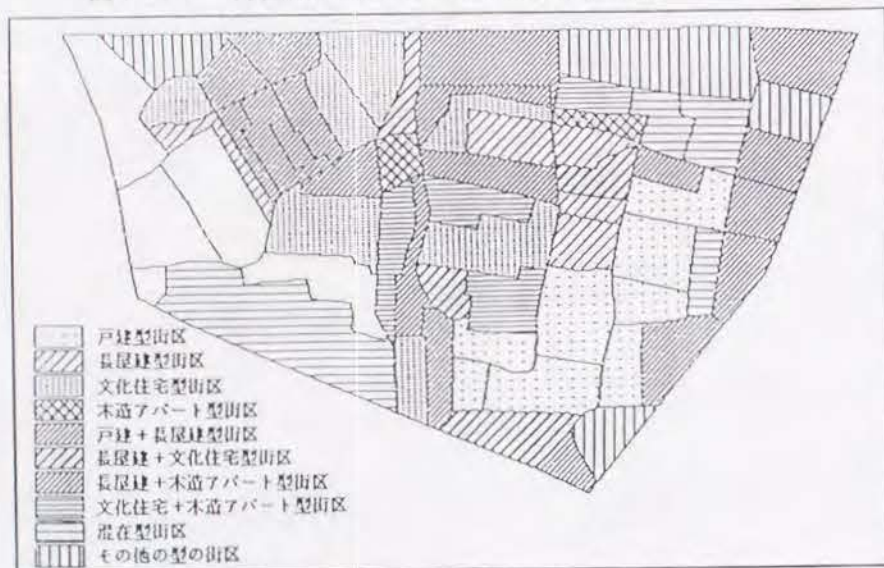 戸建型街区
長屋建型街区
文化住宅型街区
木造アパート型街区
戸建+長屋建型街区
長屋建+文化住宅型街区
長屋建+木造アパート型街区
文化住宅+木造アパート型街区
混在型街区
その他の型の街区